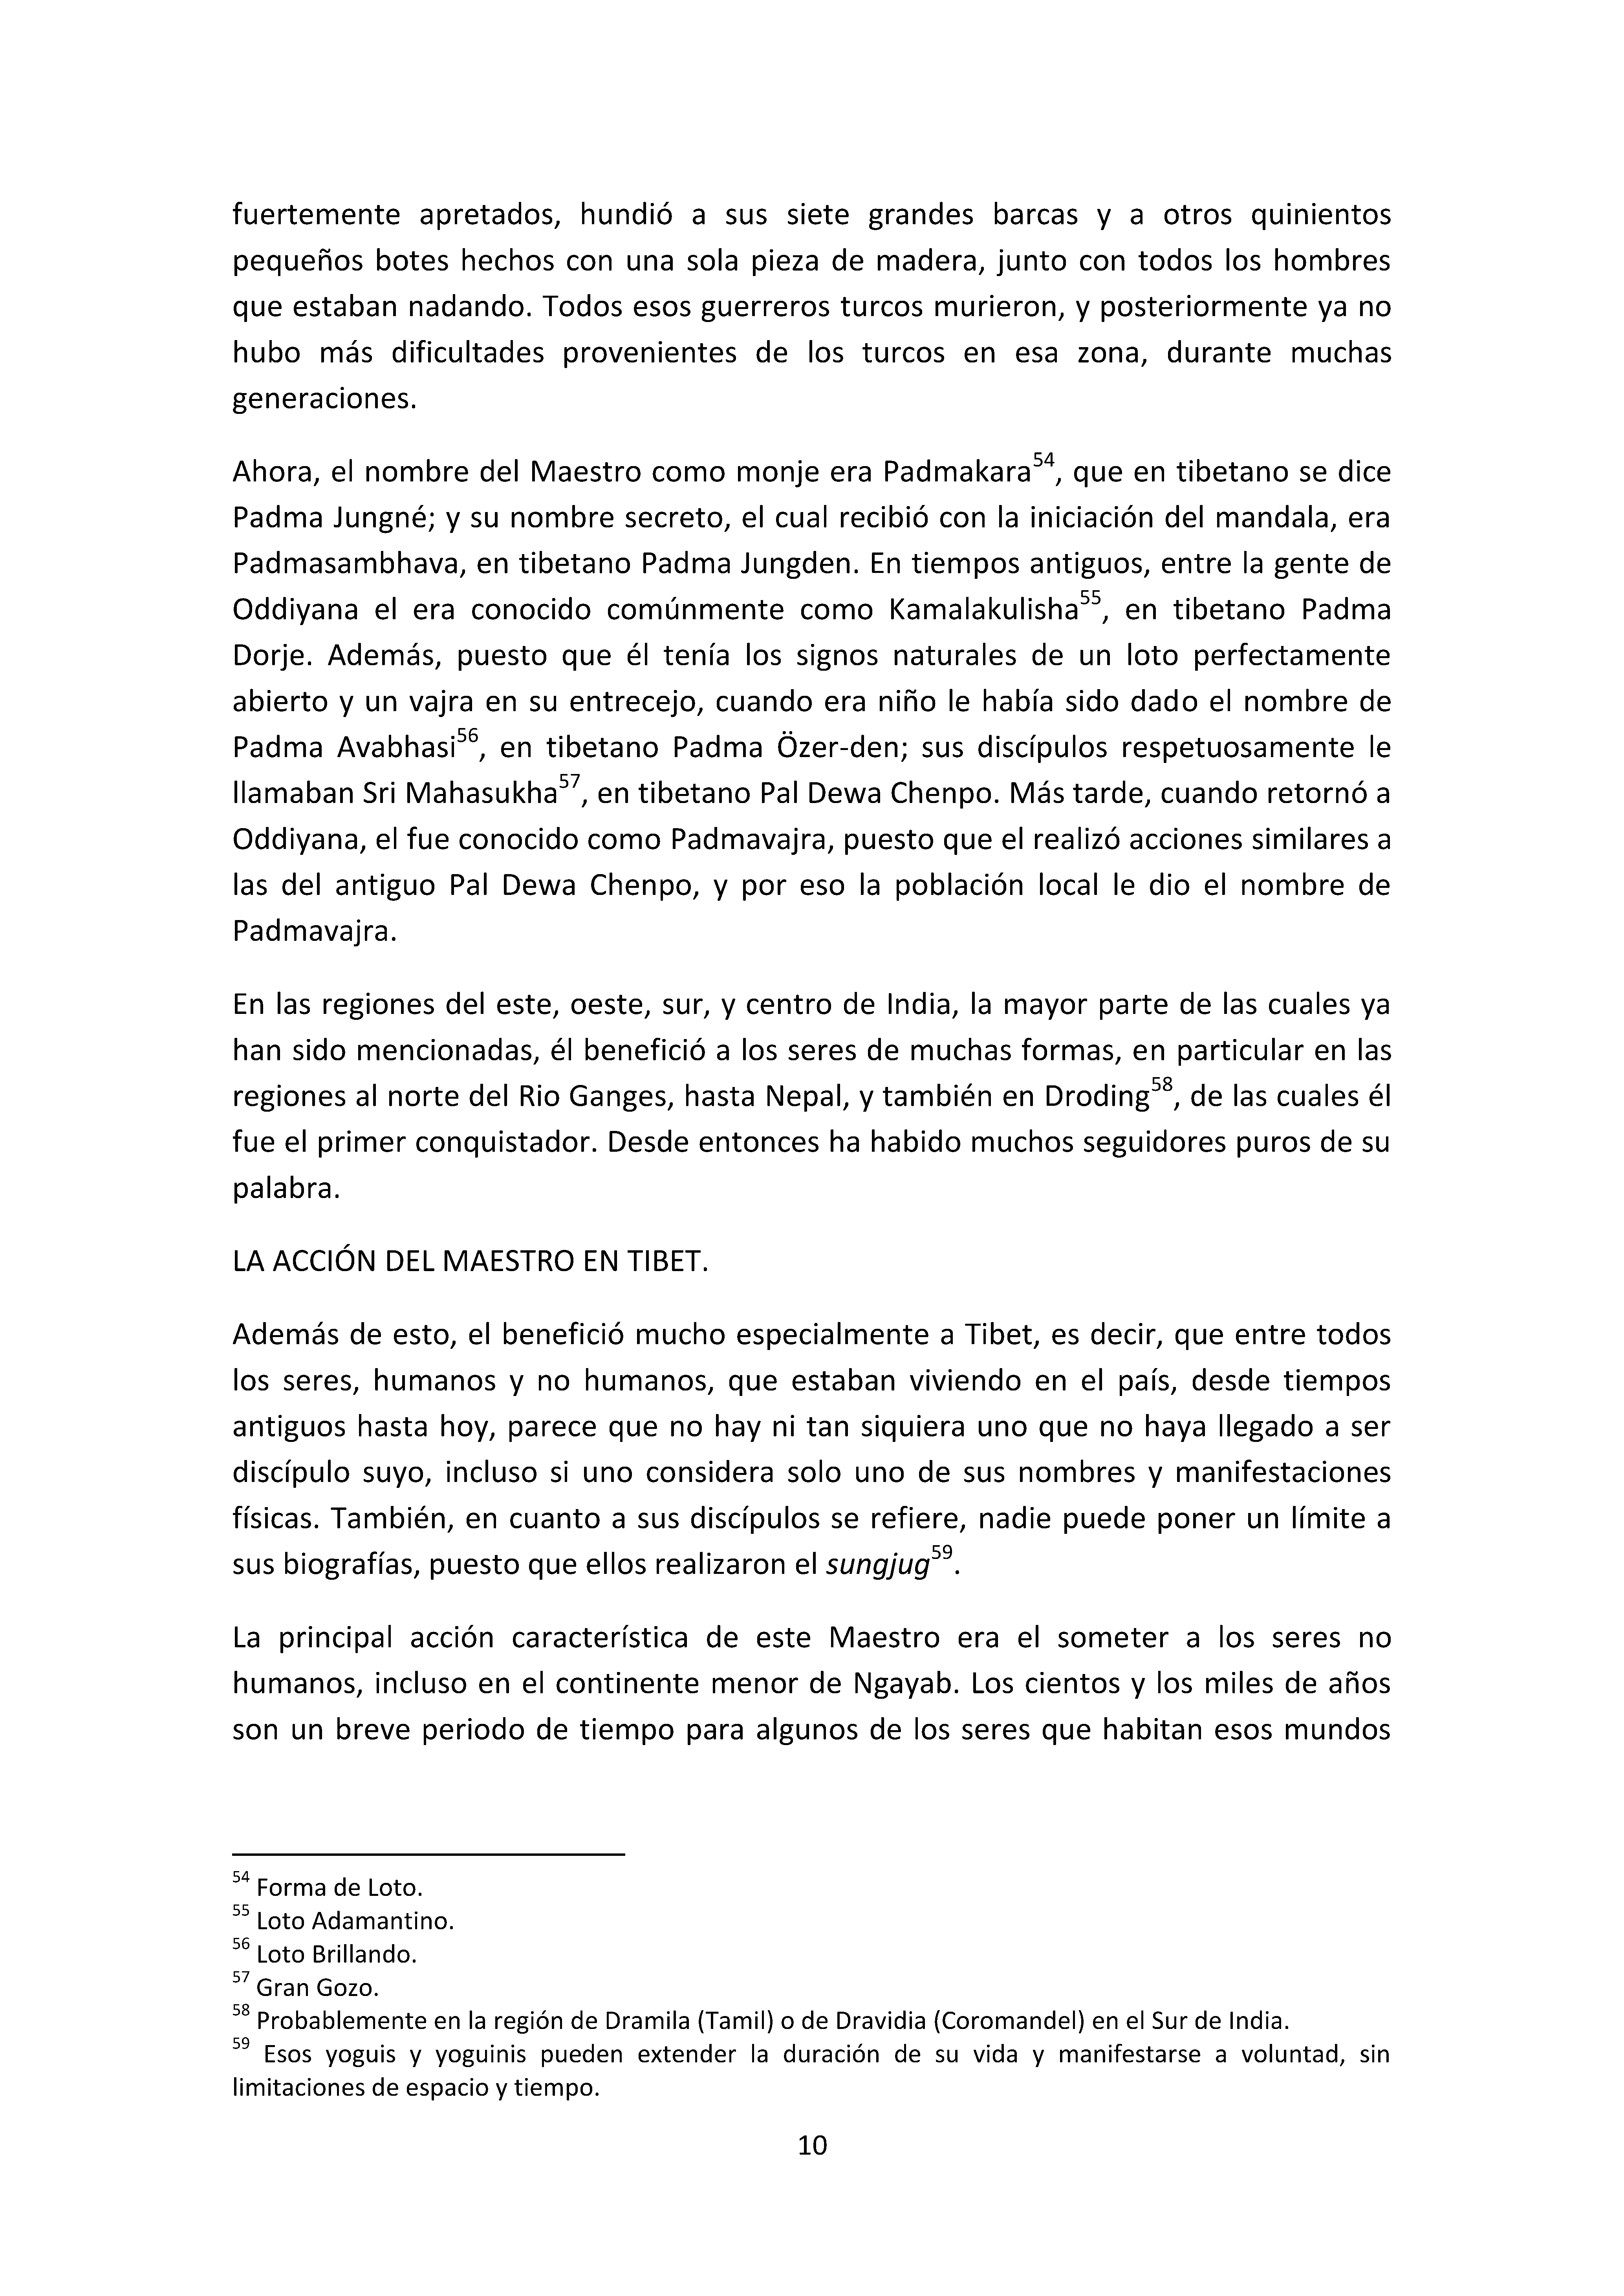 fuertemente apretados, hundió a sus siete grandes barcas y a otros quinientos
pequeños botes hechos con una sola pieza de madera, junto con todos los hombres
que estaban nadando. Todos esos guerreros turcos murieron, y posteriormente ya no
hubo más dificultades provenientes de los turcos en esa zona, durante muchas
generaciones.
Ahora, el nombre del Maestro como monje era Padmakara54, que en tibetano se dice
Padma Jungné; y su nombre secreto, el cual recibió con la iniciación del mandala, era
Padmasambhava, en tibetano Padma Jungden. En tiempos antiguos, entre la gente de
Oddiyana el era conocido comúnmente como Kamalakulisha55, en tibetano Padma
Dorje. Además, puesto que él tenía los signos naturales de un loto perfectamente
abierto y un vajra en su entrecejo, cuando era niño le había sido dado el nombre de
Padma Avabhasi56, en tibetano Padma Özer-den; sus discípulos respetuosamente le
llamaban Sri Mahasukha57, en tibetano Pal Dewa Chenpo. Más tarde, cuando retornó a
Oddiyana, el fue conocido como Padmavajra, puesto que el realizó acciones similares a
las del antiguo Pal Dewa Chenpo, y por eso la población local le dio el nombre de
Padmavajra.
En las regiones del este, oeste, sur, y centro de India, la mayor parte de las cuales ya
han sido mencionadas, él benefició a los seres de muchas formas, en particular en las
regiones al norte del Rio Ganges, hasta Nepal, y también en Droding58, de las cuales él
fue el primer conquistador. Desde entonces ha habido muchos seguidores puros de su
palabra.
LA ACCIÓN DEL MAESTRO EN TIBET.
Además de esto, el benefició mucho especialmente a Tibet, es decir, que entre todos
los seres, humanos y no humanos, que estaban viviendo en el país, desde tiempos
antiguos hasta hoy, parece que no hay ni tan siquiera uno que no haya llegado a ser
discípulo suyo, incluso si uno considera solo uno de sus nombres y manifestaciones
físicas. También, en cuanto a sus discípulos se refiere, nadie puede poner un límite a
sus biografías, puesto que ellos realizaron el sungjug59.
La principal acción característica de este Maestro era el someter a los seres no
humanos, incluso en el continente menor de Ngayab. Los cientos y los miles de años
son un breve periodo de tiempo para algunos de los seres que habitan esos mundos
54 Forma de Loto.
55 Loto Adamantino.
56 Loto Brillando.
57 Gran Gozo.
58 Probablemente en la región de Dramila (Tamil) o de Dravidia (Coromandel) en el Sur de India.
59 Esos yoguis y yoguinis pueden extender la duración de su vida y manifestarse a voluntad, sin
limitaciones de espacio y tiempo.
10